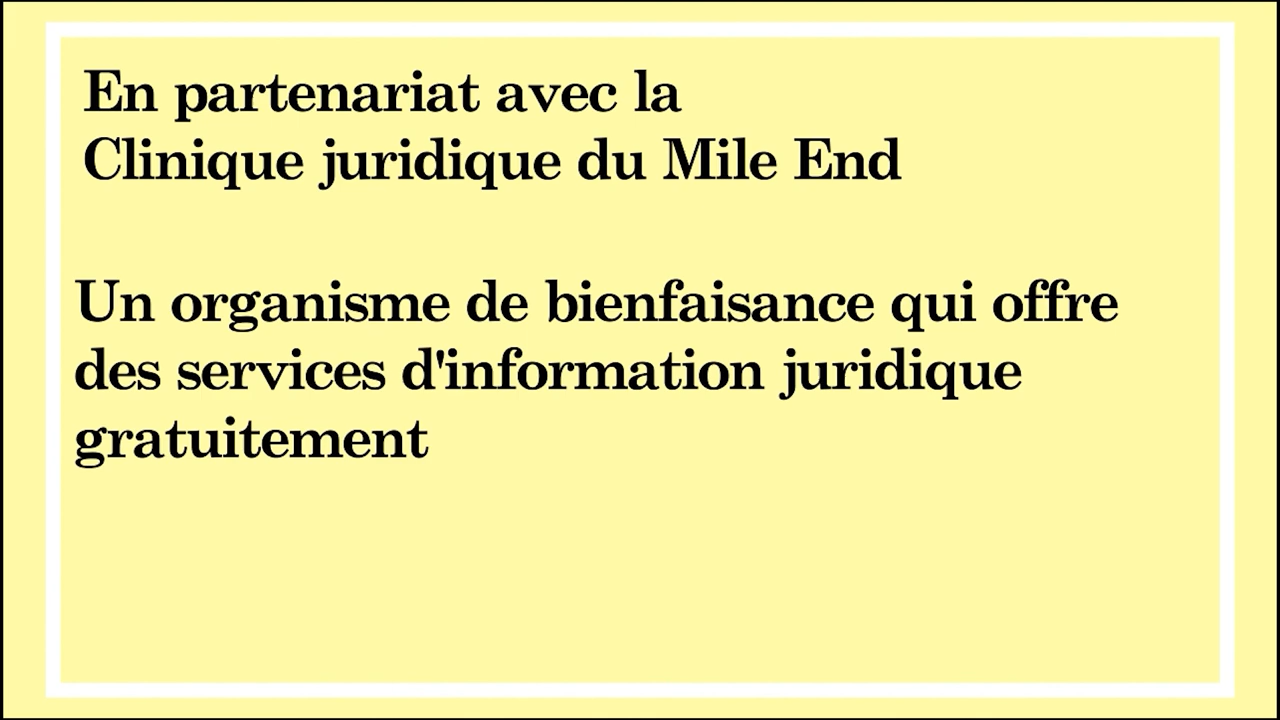 En partenariat avec la
Clinique juridique du Mile End
Un organisme de bienfaisance qui offre
des services d'information juridique
gratuitement